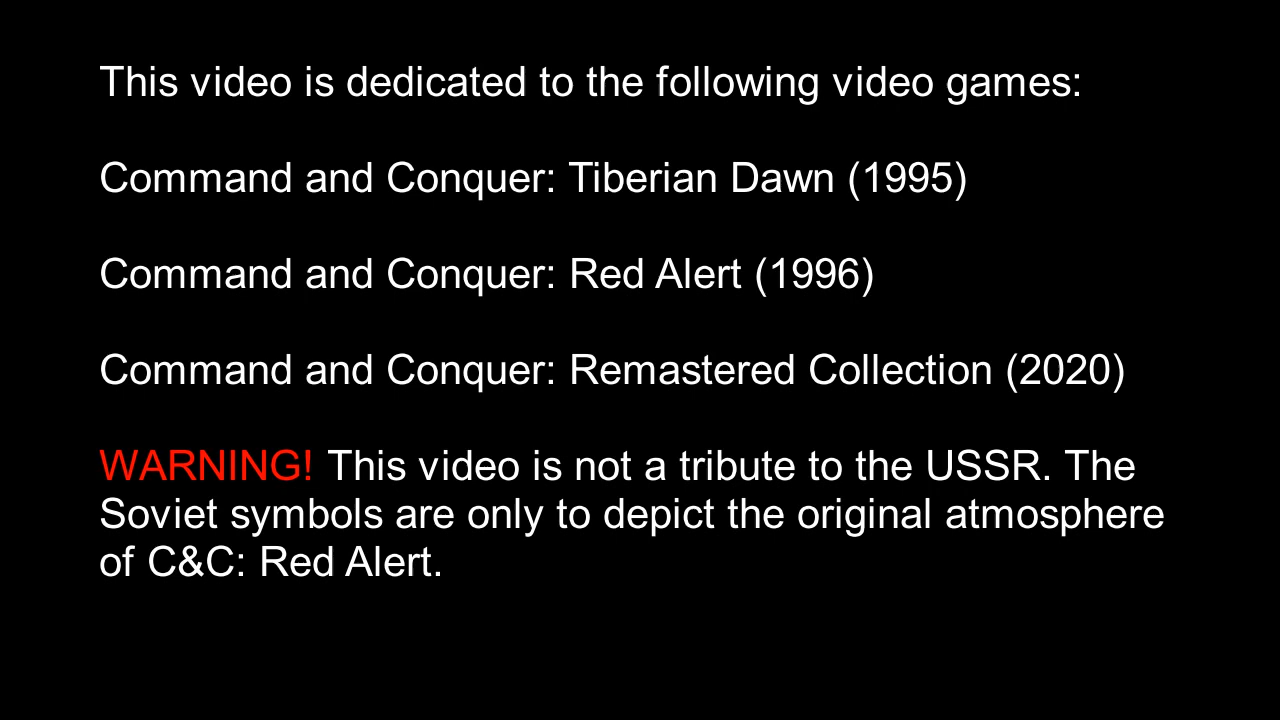 This video is dedicated to the following video games:
Command and Conquer: Tiberian Dawn (1995)
Command and Conquer: Red Alert (1996)
Command and Conquer: Remastered Collection (2020)
WARNING! This video is not a tribute to the USSR. The
Soviet symbols are only to depict the original atmosphere
of C&C: Red Alert.